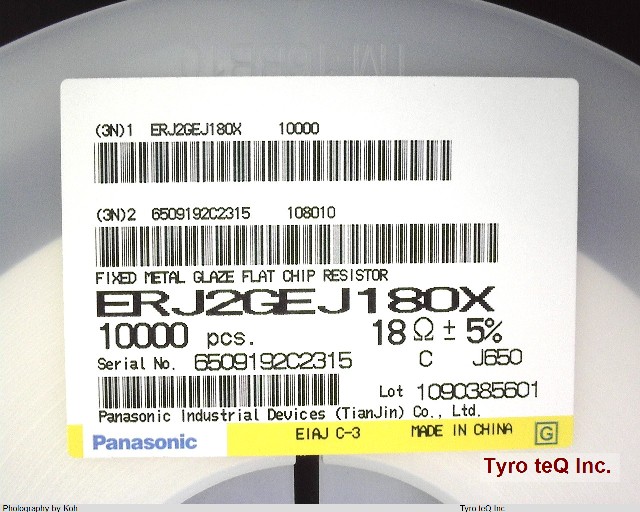 (3N)1 ERJ2GEJ180X 10000
(3N)2 6509192C2315 108010
FIXED METAL GLAZE FLAT CHIP RESISTOR
ERJ2GEJ180X
10000 pcs. 18 Ω ± 5%
Serial No. 6509192C2315 C J650
Lot 1090385601
Panasonic Industrial Devices (TianJin) Co., Ltd.
Panasonic EIAJ C-3 MADE IN CHINA G
Tyro teQ Inc.
Photography by Koh Tyro teQ Inc